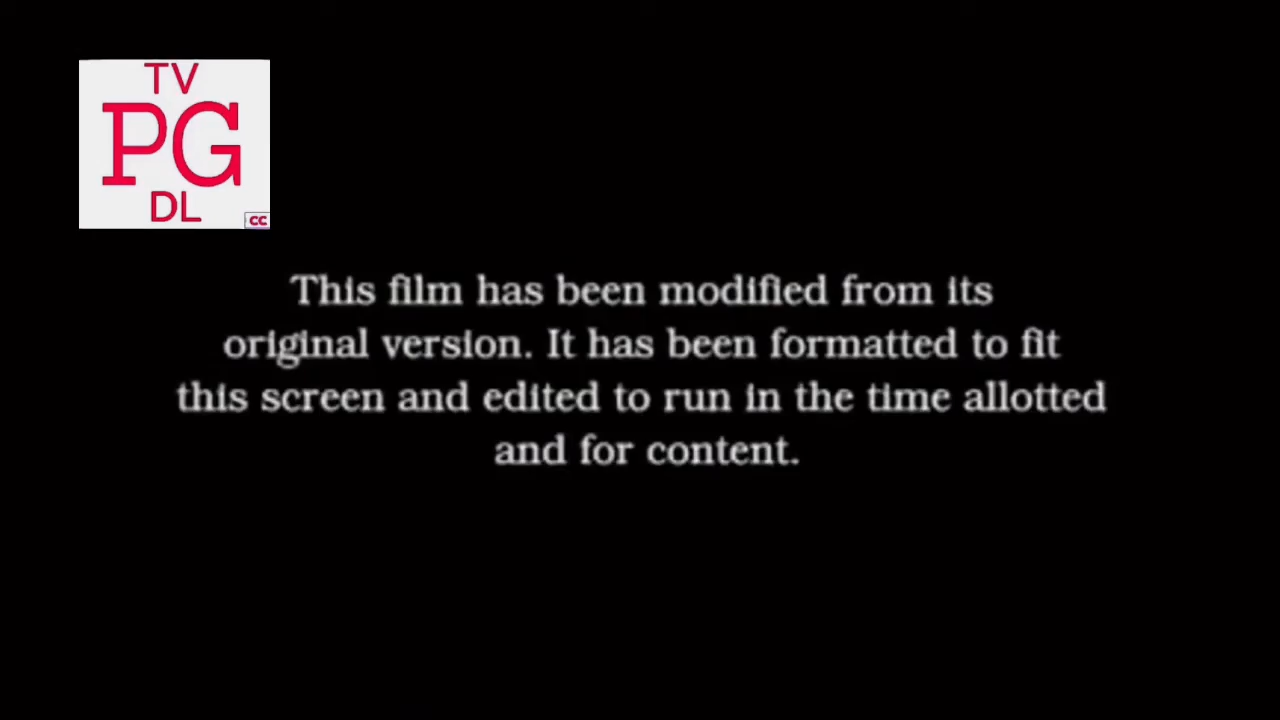 TV
PG
DL
CC
This film has been modified from its
original version. It has been formatted to fit
this screen and edited to run in the time allotted
and for content.